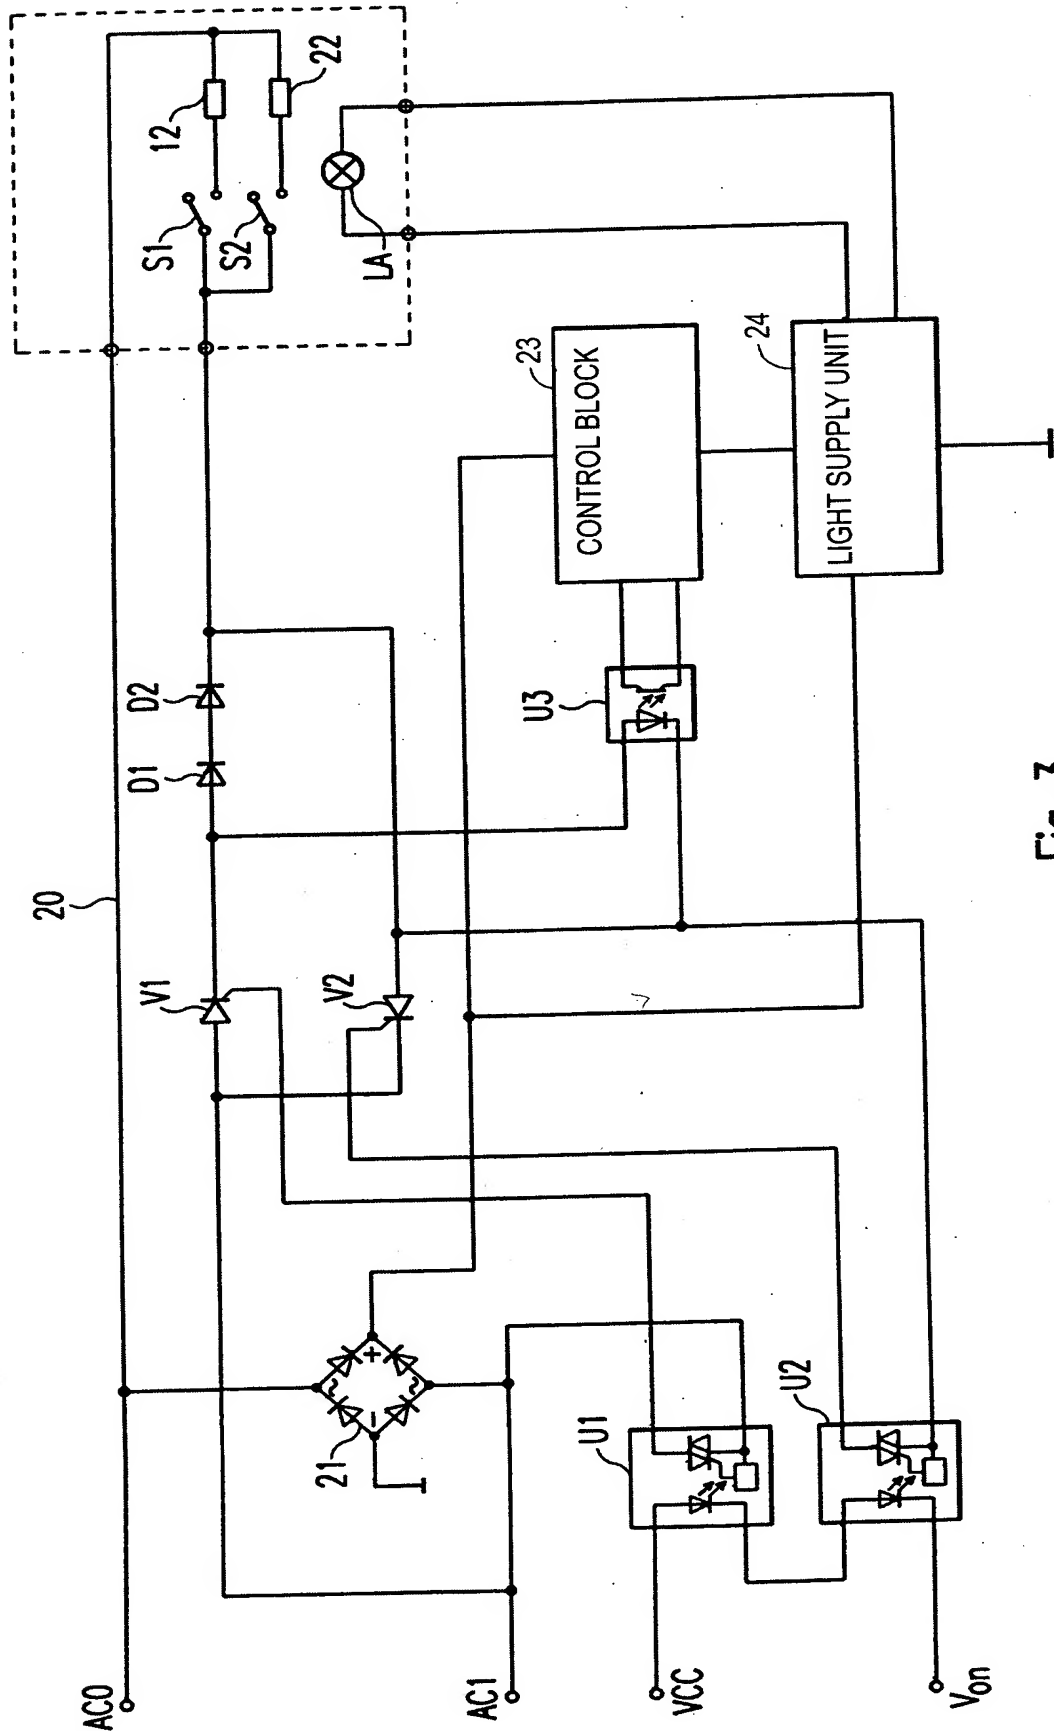 20
V1
D1
D2
S1
12
22
S2
V2
LA
21
+
−
~
~
U3
23
CONTROL BLOCK
24
LIGHT SUPPLY UNIT
U1
U2
AC0
AC1
VCC
Von